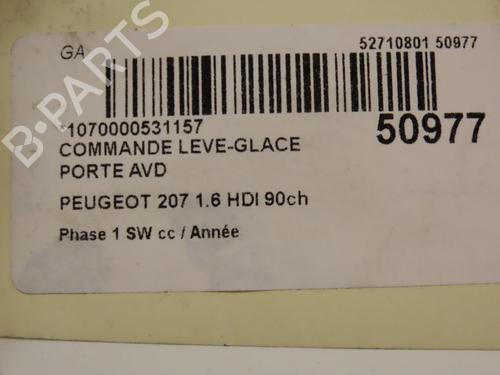 GA
52710801 50977
*1070000531157
50977
COMMANDE LEVE-GLACE
PORTE AVD
PEUGEOT 207 1.6 HDI 90ch
Phase 1 SW cc / Année
B-PARTS